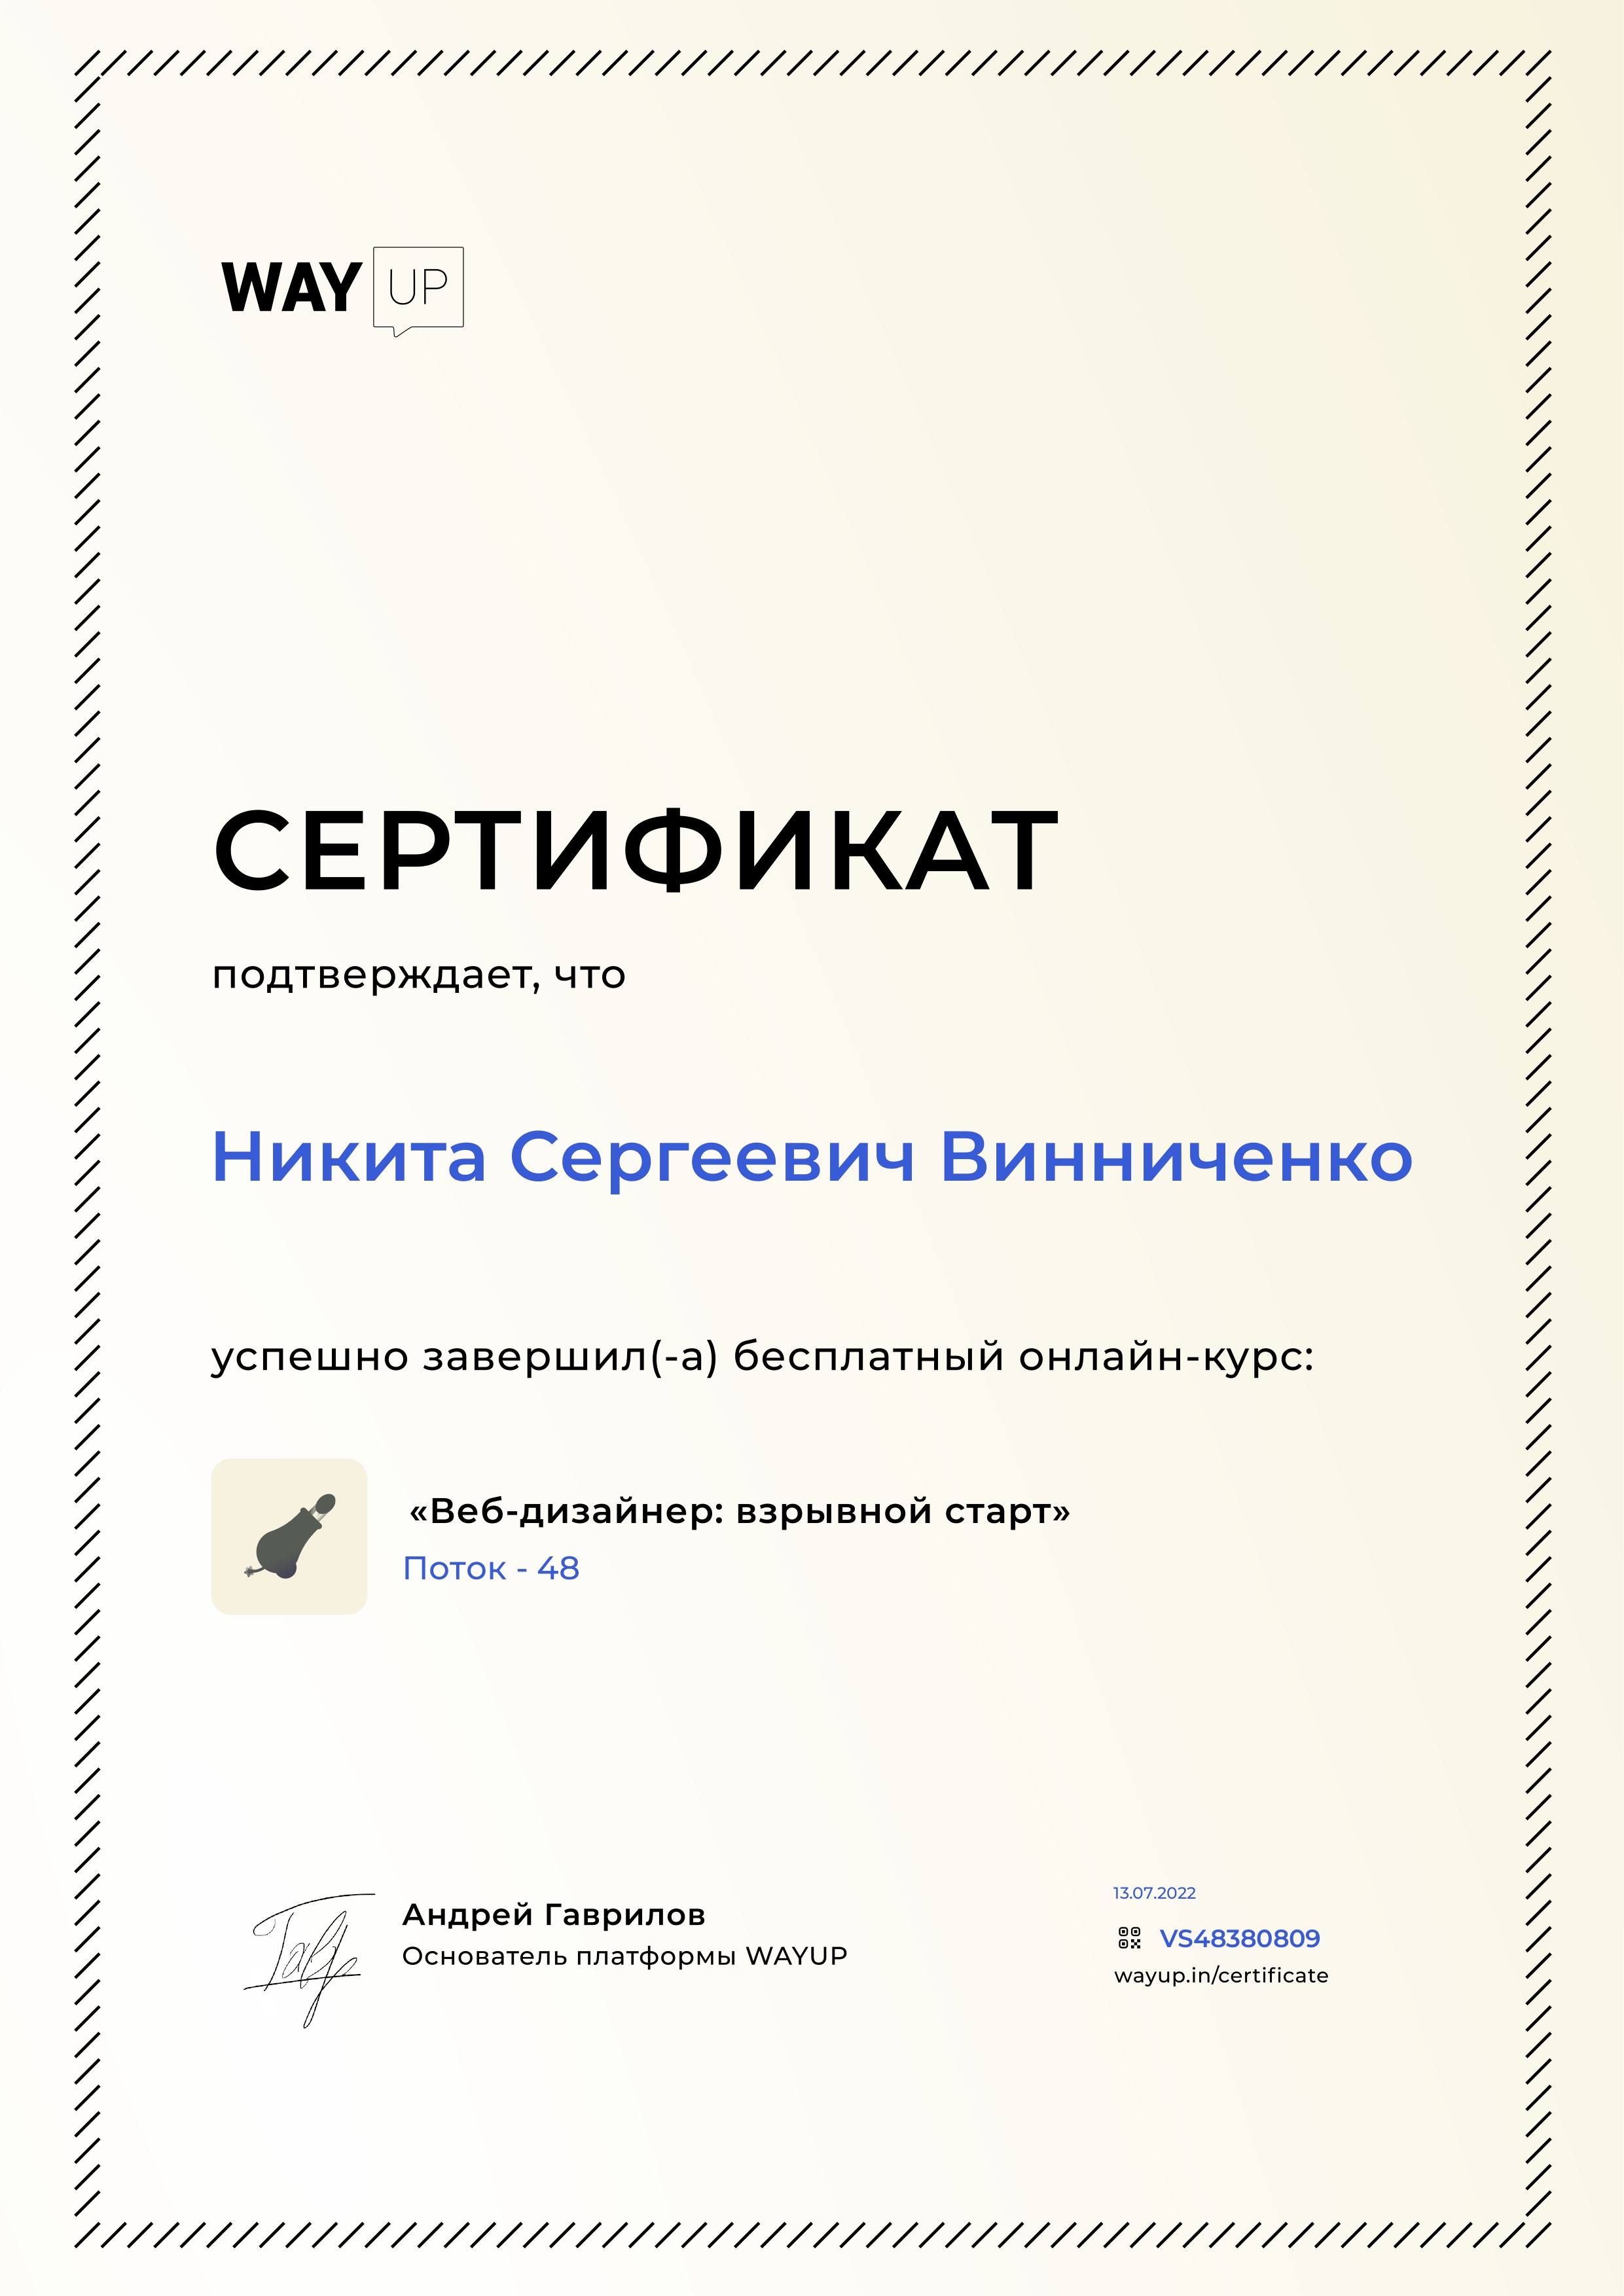 WAY UP
СЕРТИФИКАТ
подтверждает, что
Никита Сергеевич Винниченко
успешно завершил(-а) бесплатный онлайн-курс:
«Веб-дизайнер: взрывной старт»
Поток - 48
Андрей Гаврилов
Основатель платформы WAYUP
13.07.2022
VS48380809
wayup.in/certificate